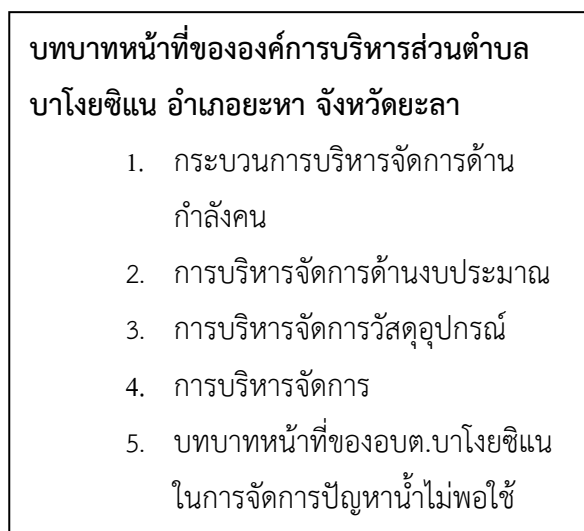 บทบาทหน้าที่ขององค์การบริหารส่วนตำบล
บาโงยซิแน อำเภอยะหา จังหวัดยะลา
1. กระบวนการบริหารจัดการด้าน
กำลังคน
2. การบริหารจัดการด้านงบประมาณ
3. การบริหารจัดการวัสดุอุปกรณ์
4. การบริหารจัดการ
5. บทบาทหน้าที่ของอบต.บาโงยซิแน
ในการจัดการปัญหาน้ำไม่พอใช้